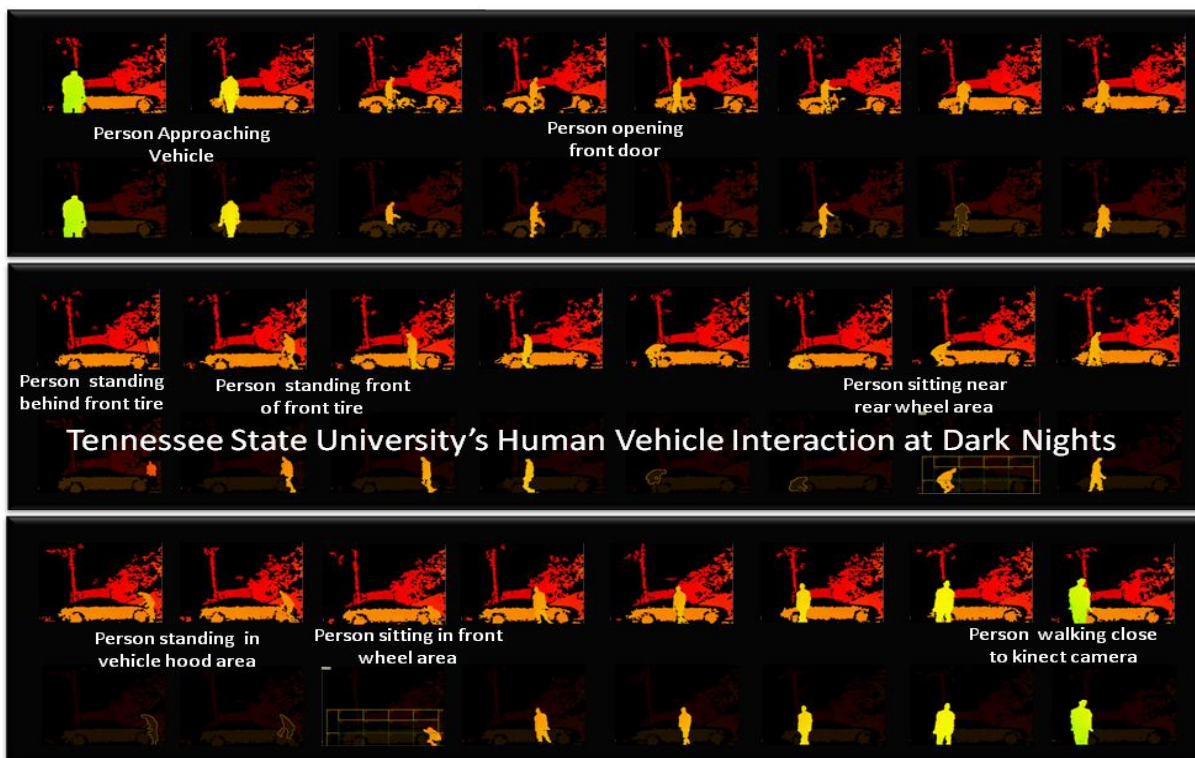 Person Approaching
Vehicle
Person opening
front door
Person standing
behind front tire
Person standing front
of front tire
Person sitting near
rear wheel area
Tennessee State University's Human Vehicle Interaction at Dark Nights
Person standing in
vehicle hood area
Person sitting in front
wheel area
Person walking close
to kinect camera